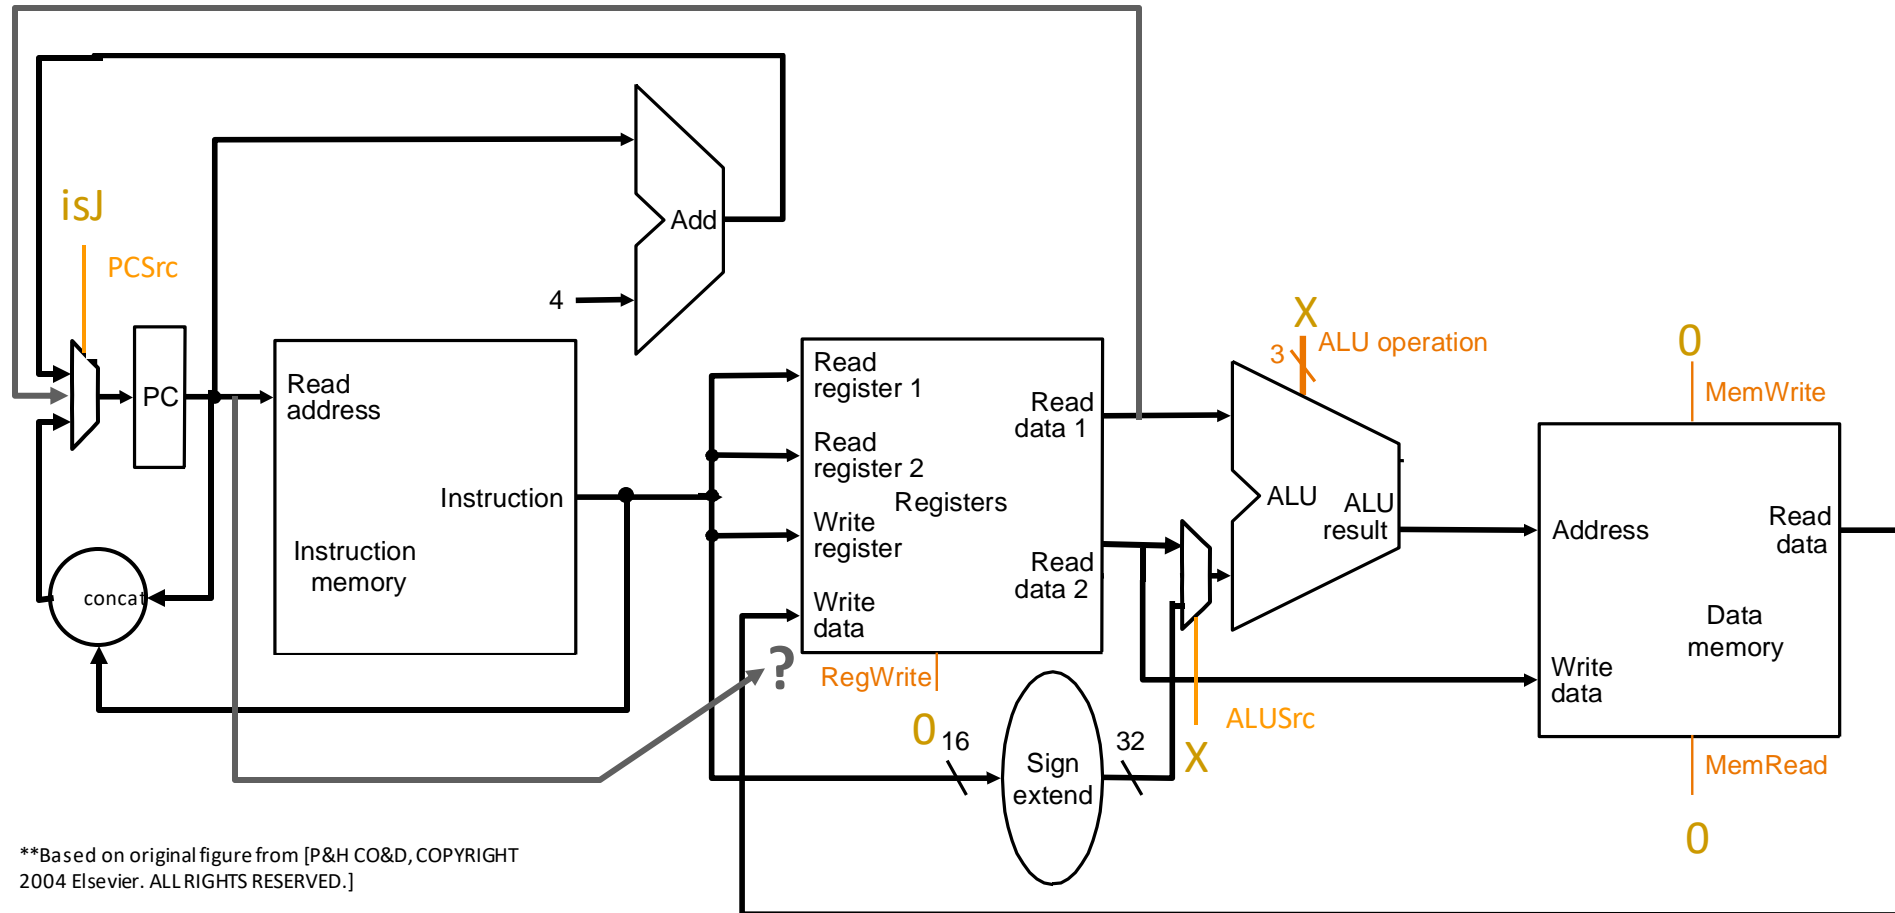 isJ
PCSrc
Add
4
PC
Read
address
Instruction
Instruction
memory
concat
Read
register 1
Read
register 2
Write
register
Write
data
Registers
Read
data 1
Read
data 2
?
RegWrite
0
16
Sign
extend
32
X
3
ALU operation
ALU
ALU
result
ALUSrc
X
0
MemWrite
Address
Read
data
Data
memory
Write
data
MemRead
0
**Based on original figure from [P&H CO&D, COPYRIGHT
2004 Elsevier. ALL RIGHTS RESERVED.]